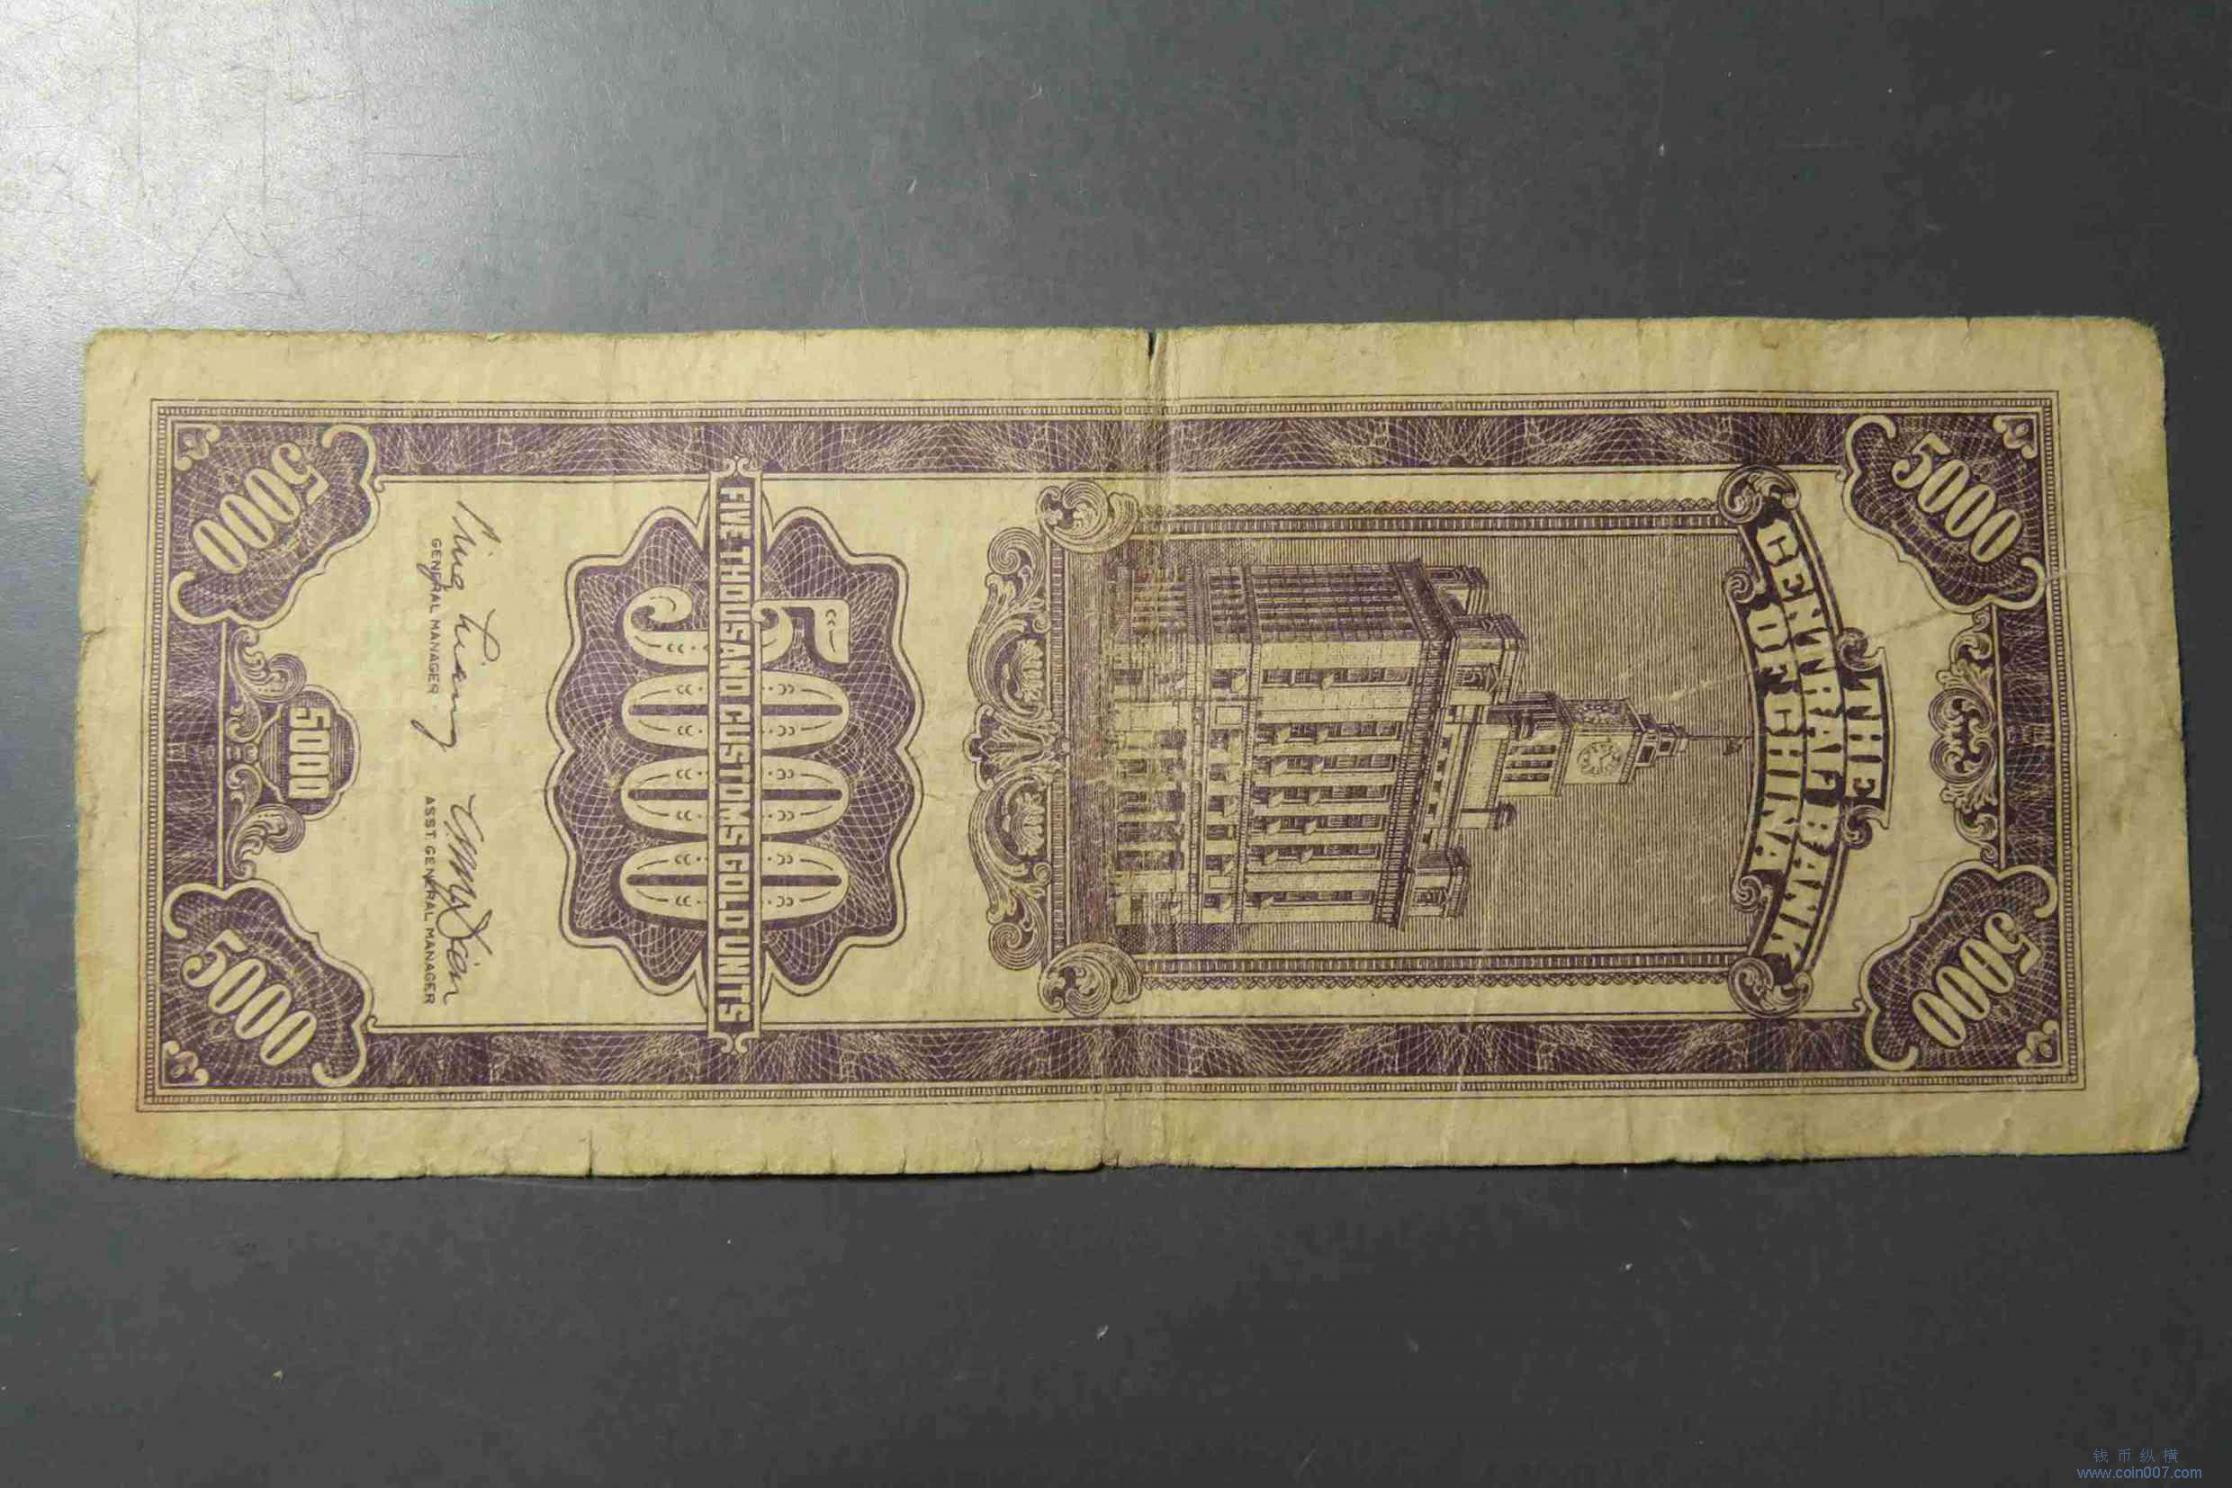 5000
5000
THE
CENTRAL BANK
OF CHINA
5000
FIVE THOUSAND CUSTOMS GOLD UNITS
GENERAL MANAGER
ASST. GENERAL MANAGER
5000
5000
5000
钱币纵横
www.coin007.com